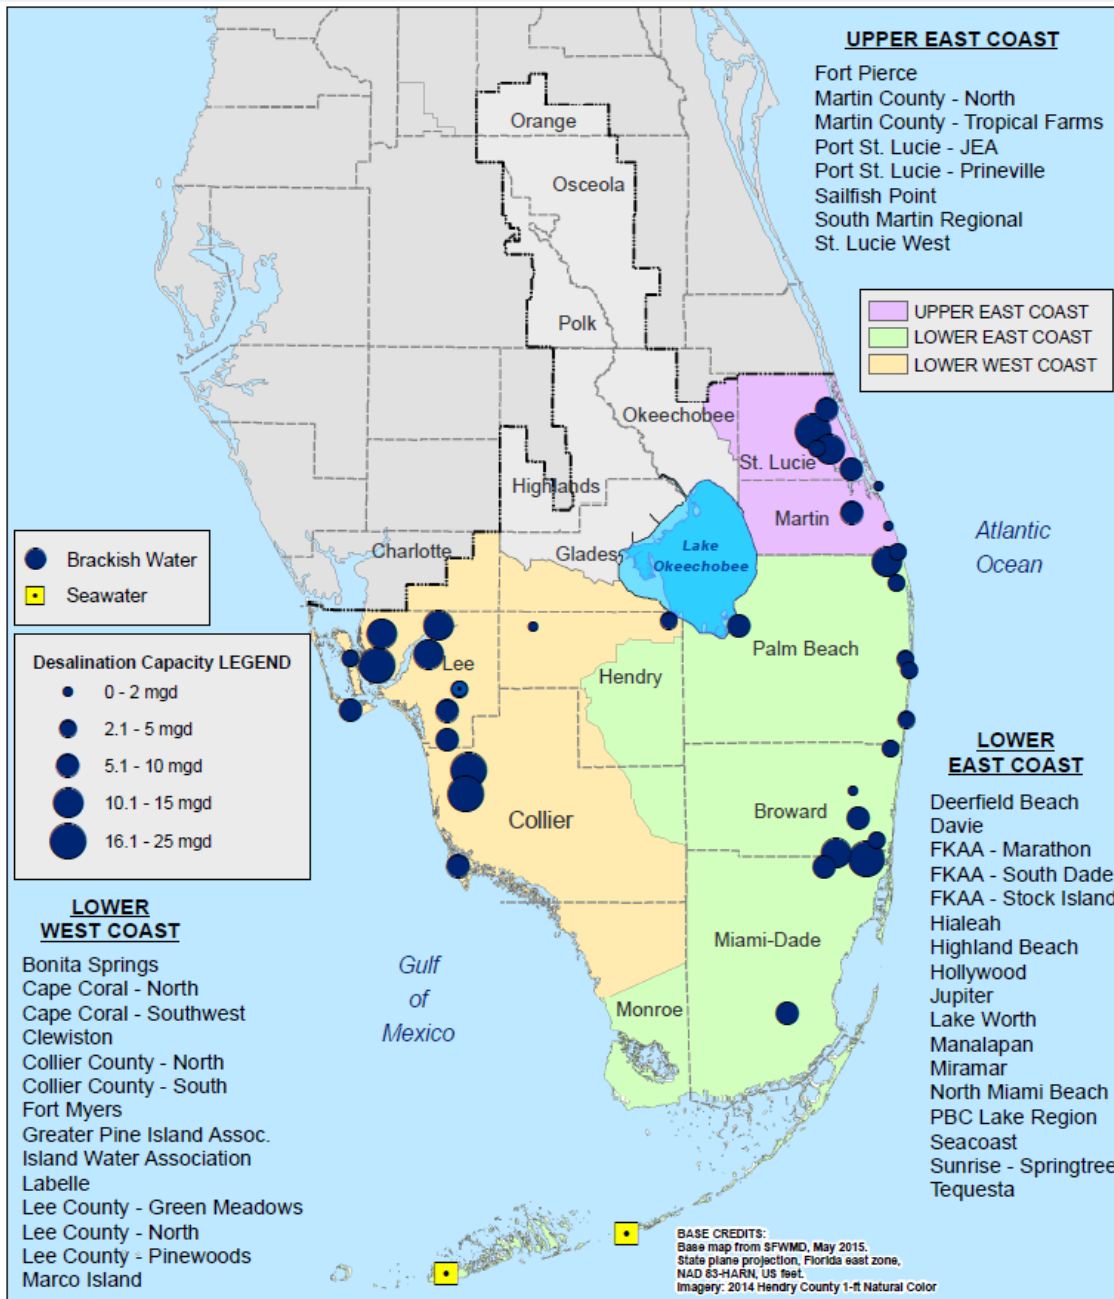 UPPER EAST COAST
Fort Pierce
Martin County - North
Martin County - Tropical Farms
Port St. Lucie - JEA
Port St. Lucie - Prineville
Sailfish Point
South Martin Regional
St. Lucie West
UPPER EAST COAST
LOWER EAST COAST
LOWER WEST COAST
Orange
Osceola
Polk
Okeechobee
St. Lucie
Highlands
Martin
Charlotte
Glades
Lake
Okeechobee
Atlantic
Ocean
Brackish Water
Seawater
Desalination Capacity LEGEND
0 - 2 mgd
2.1 - 5 mgd
5.1 - 10 mgd
10.1 - 15 mgd
16.1 - 25 mgd
Lee
Hendry
Palm Beach
Collier
Broward
Miami-Dade
Monroe
Gulf
of
Mexico
LOWER
EAST COAST
Deerfield Beach
Davie
FKAA - Marathon
FKAA - South Dade
FKAA - Stock Island
Hialeah
Highland Beach
Hollywood
Jupiter
Lake Worth
Manalapan
Miramar
North Miami Beach
PBC Lake Region
Seacoast
Sunrise - Springtree
Tequesta
LOWER
WEST COAST
Bonita Springs
Cape Coral - North
Cape Coral - Southwest
Clewiston
Collier County - North
Collier County - South
Fort Myers
Greater Pine Island Assoc.
Island Water Association
Labelle
Lee County - Green Meadows
Lee County - North
Lee County - Pinewoods
Marco Island
BASE CREDITS:
Base map from SFWMD, May 2015.
State plane projection, Florida east zone,
NAD 83-HARN, US feet.
Imagery: 2014 Hendry County 1-ft Natural Color